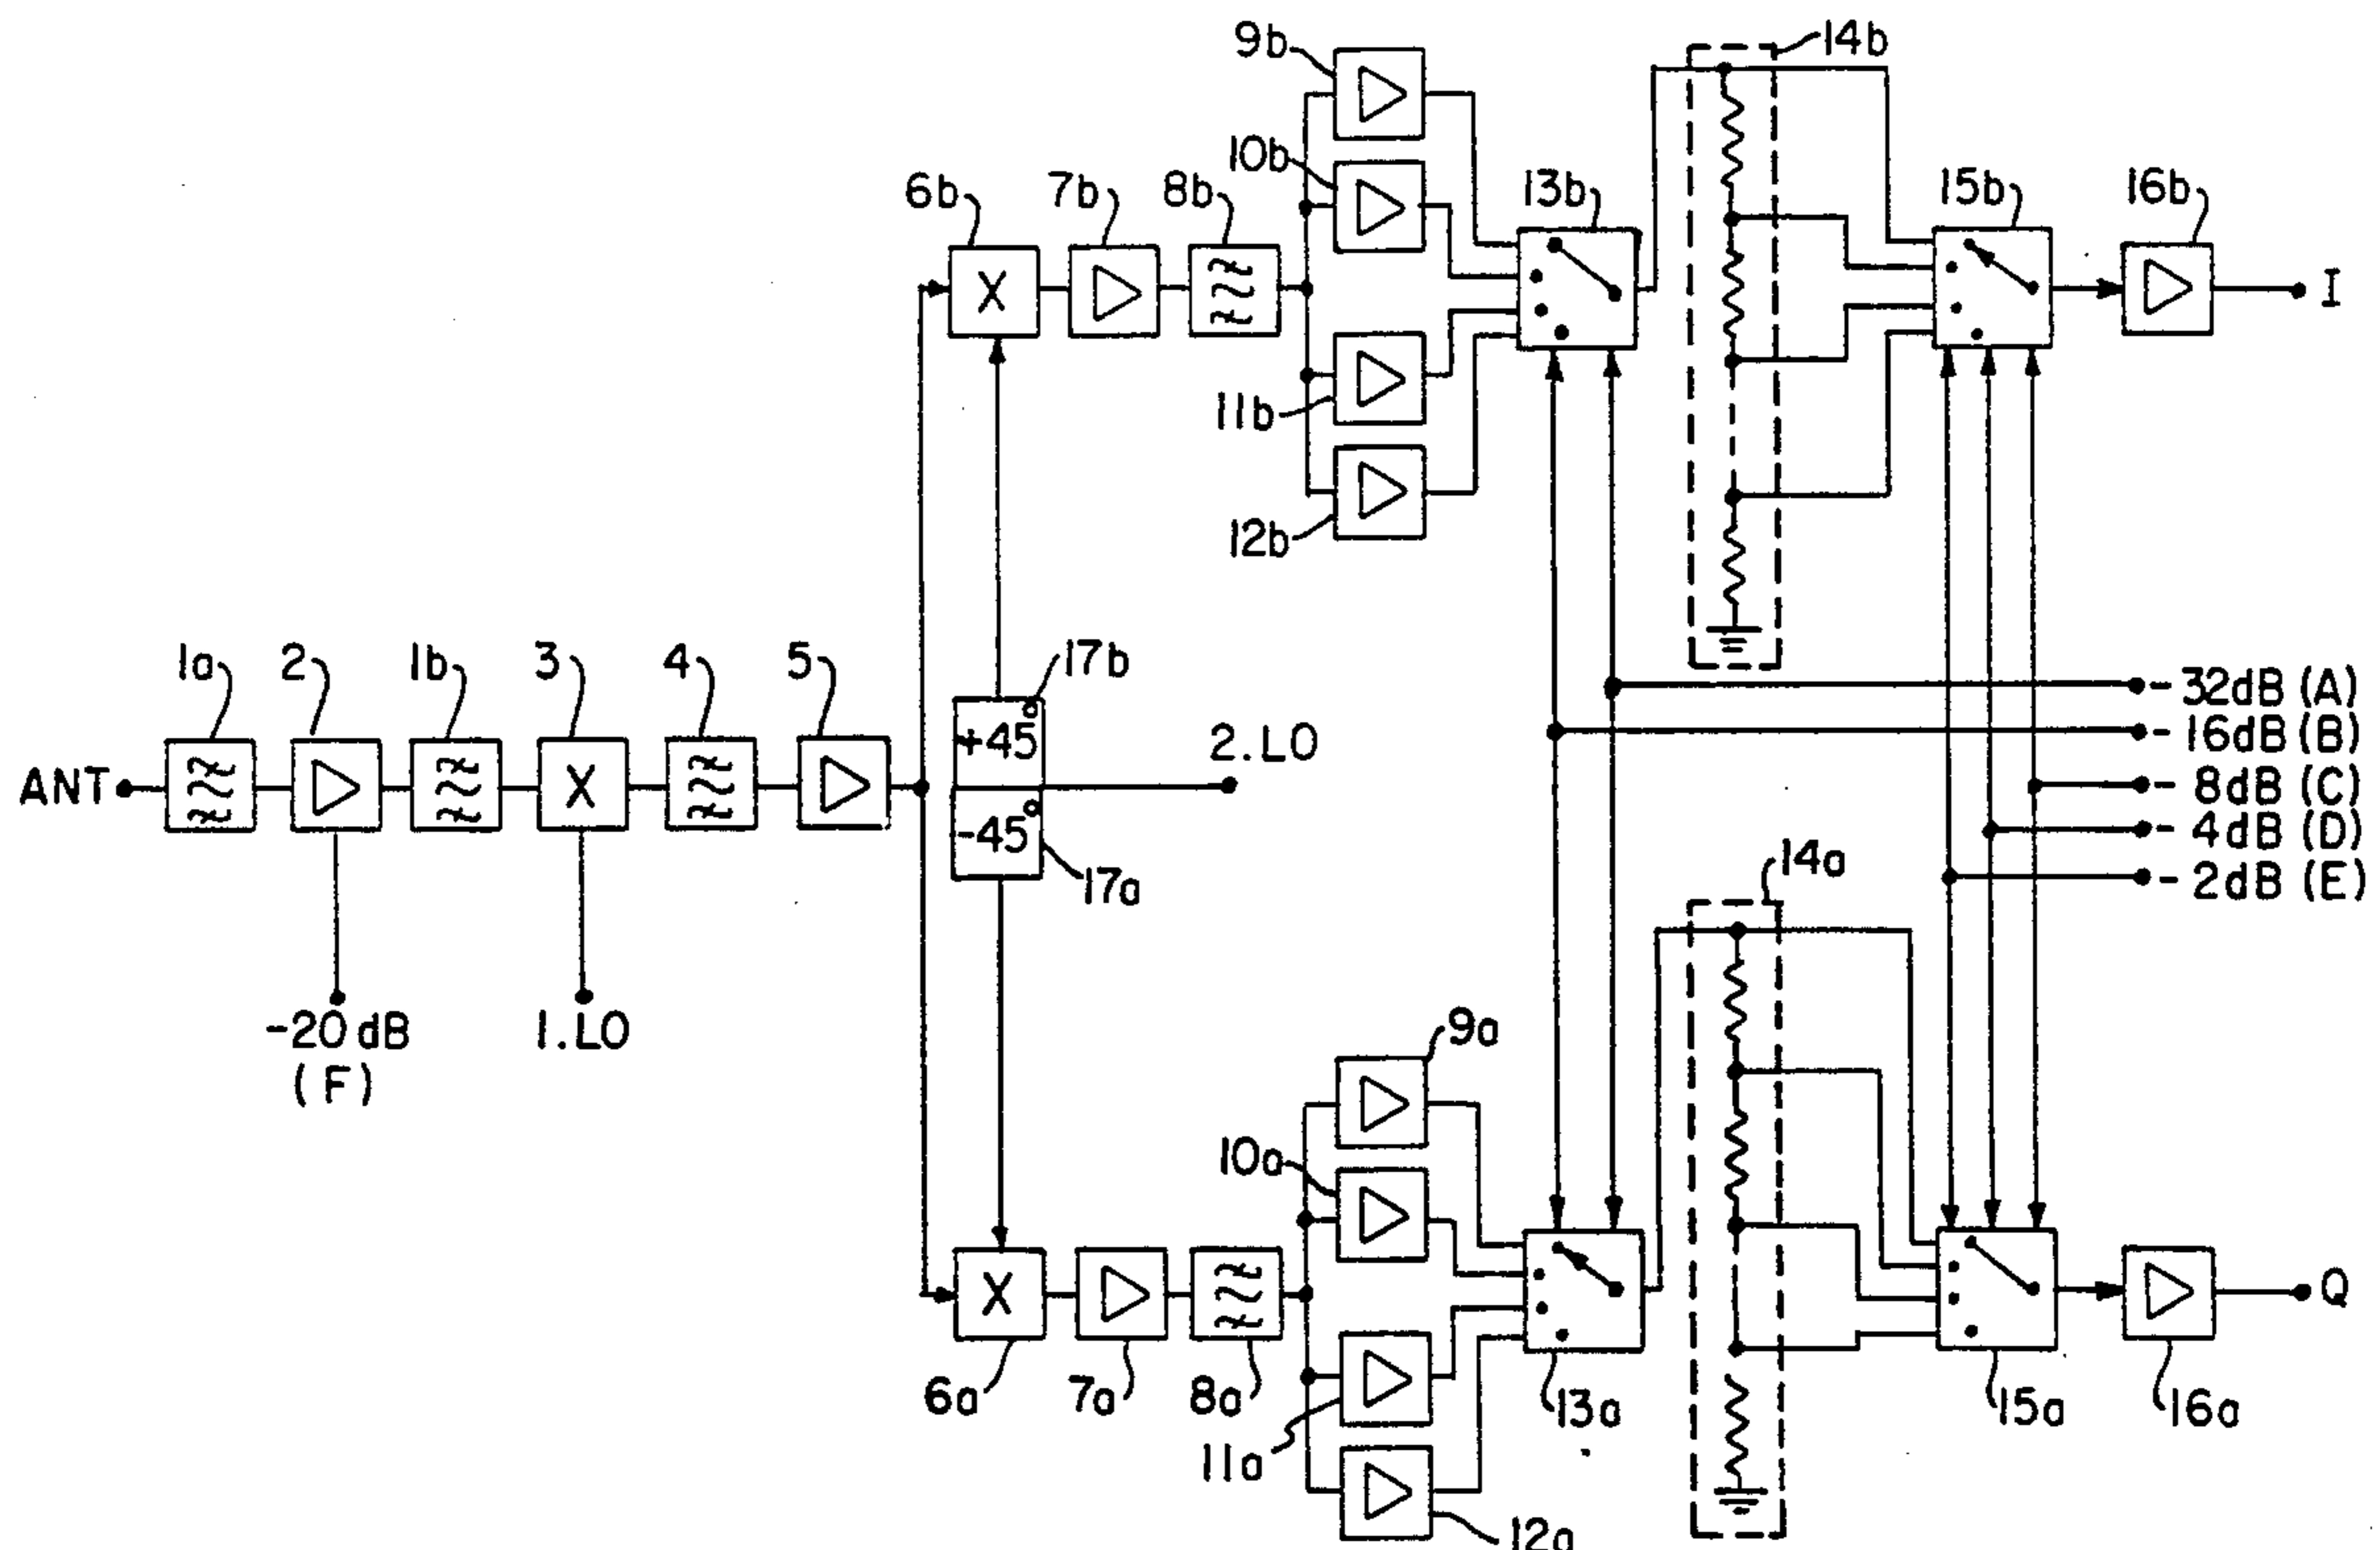 9b
14b
10b
6b
7b
8b
13b
15b
16b
X
I
11b
12b
1a
2
1b
3
4
5
17b
+45°
2.LO
-45°
17a
ANT
X
- 32dB (A)
- 16dB (B)
- 8dB (C)
- 4dB (D)
- 2dB (E)
-20 dB
(F)
1.LO
14a
9a
10a
X
Q
6a
7a
8a
11a
13a
15a
16a
12a